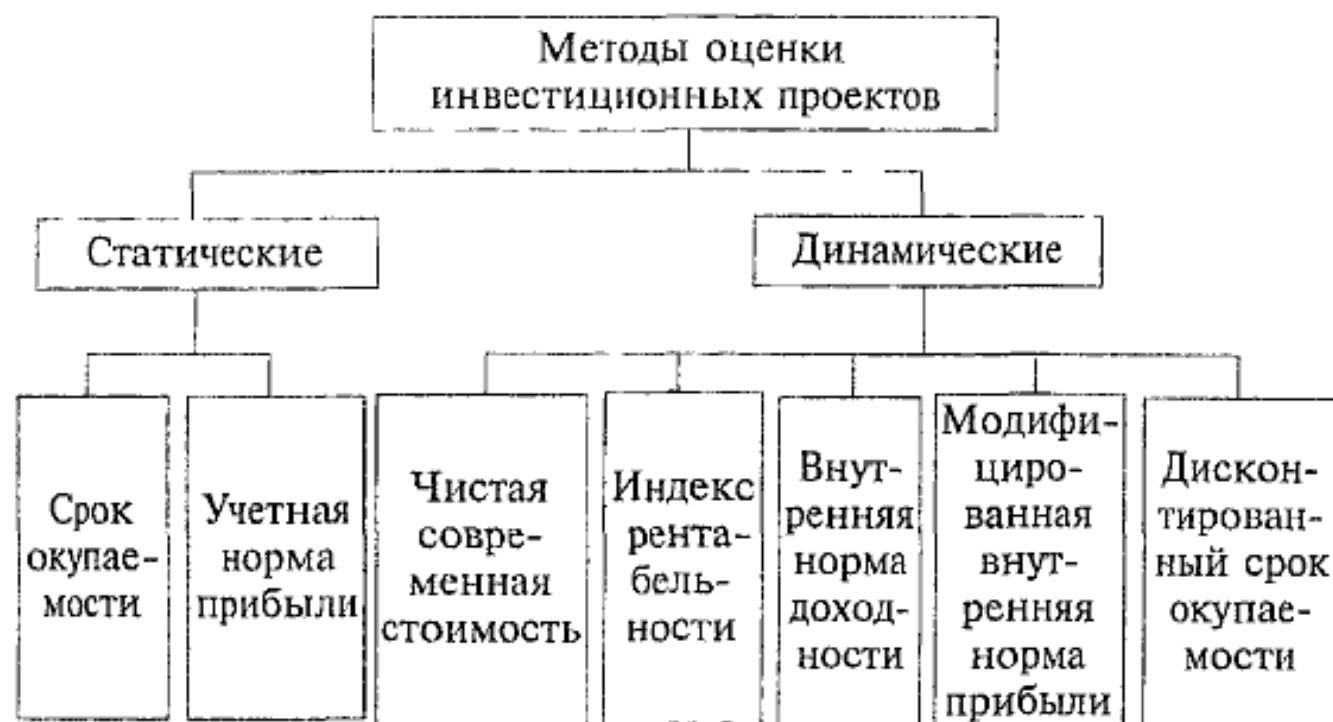 Методы оценки
инвестиционных проектов
Статические
Динамические
Срок
окупае-
мости
Учетная
норма
прибыли
Чистая
совре-
менная
стоимость
Индекс
рента-
бель-
ности
Внут-
ренняя
норма
доход-
ности
Модифи-
циро-
ванная
внут-
ренняя
норма
прибыли
Дискон-
тирован-
ный срок
окупае-
мости